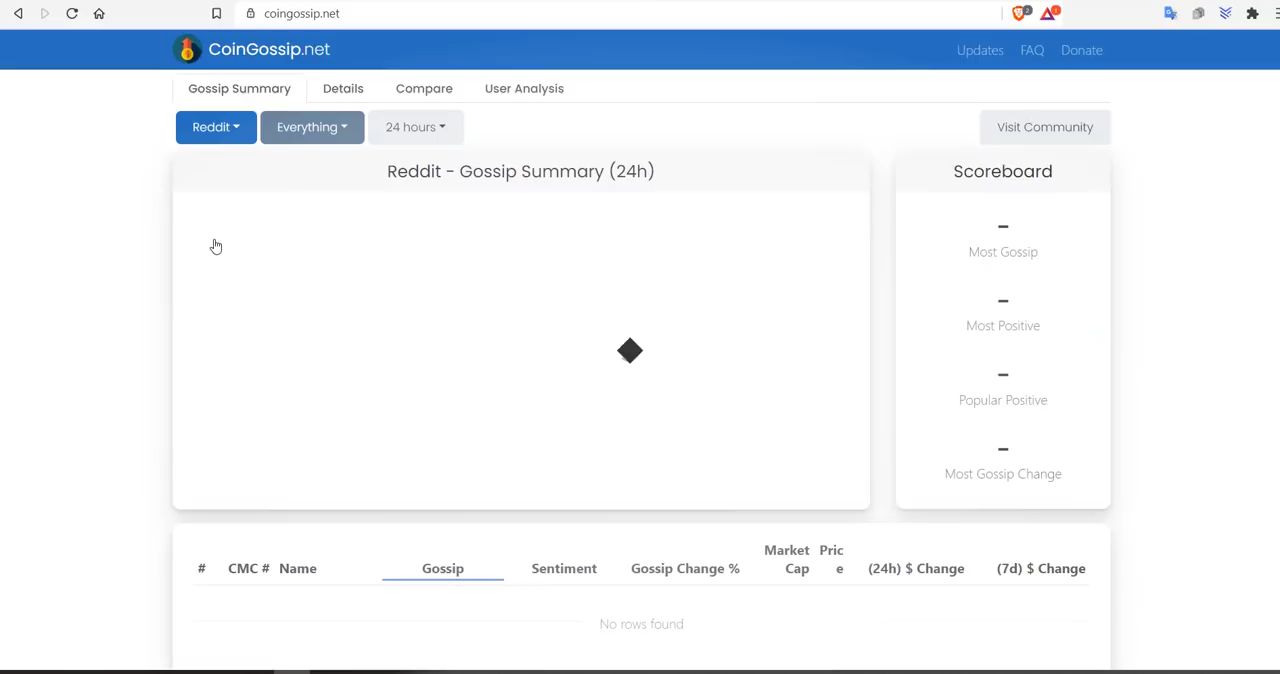 coingossip.net
2
1
CoinGossip.net
Updates FAQ Donate
Gossip Summary Details Compare User Analysis
Reddit Everything 24 hours Visit Community
Reddit - Gossip Summary (24h)
Scoreboard
–
Most Gossip
–
Most Positive
–
Popular Positive
–
Most Gossip Change
# CMC # Name Gossip Sentiment Gossip Change % Market Cap Pric e (24h) $ Change (7d) $ Change
No rows found